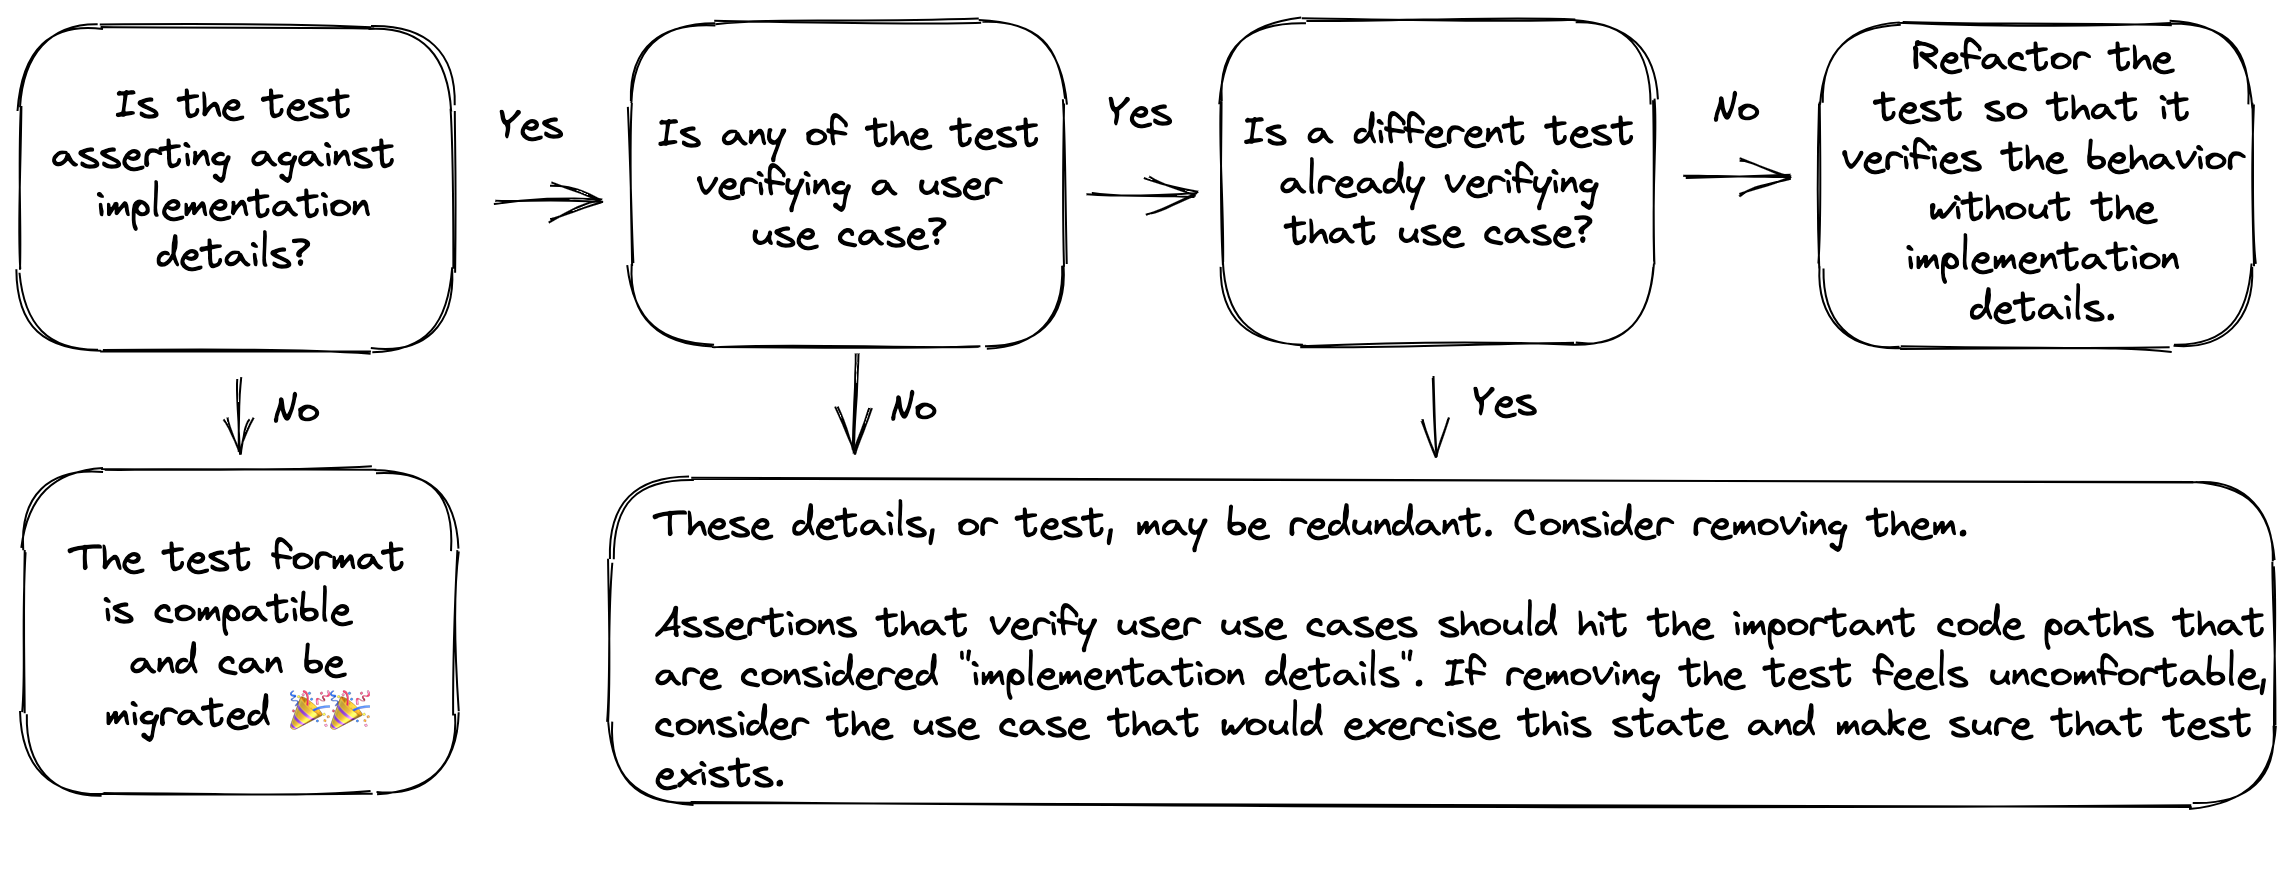 Is the test
asserting against
implementation
details?
Yes
Is any of the test
verifying a user
use case?
Yes
Is a different test
already verifying
that use case?
No
Refactor the
test so that it
verifies the behavior
without the
implementation
details.
No
No
Yes
The test format
is compatible
and can be
migrated 🎉🎉
These details, or test, may be redundant. Consider removing them.
Assertions that verify user use cases should hit the important code paths that
are considered "implementation details". If removing the test feels uncomfortable,
consider the use case that would exercise this state and make sure that test
exists.